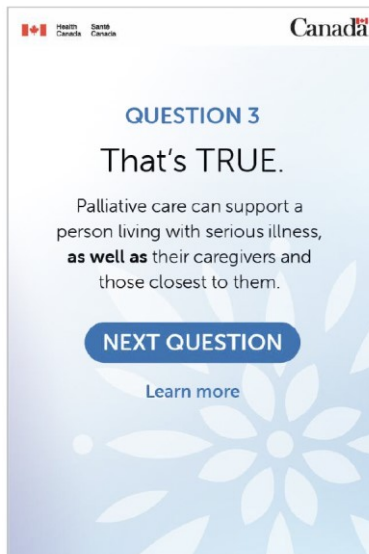 Health Santé
Canada Canada
Canada
QUESTION 3
That's TRUE.
Palliative care can support a
person living with serious illness,
as well as their caregivers and
those closest to them.
NEXT QUESTION
Learn more